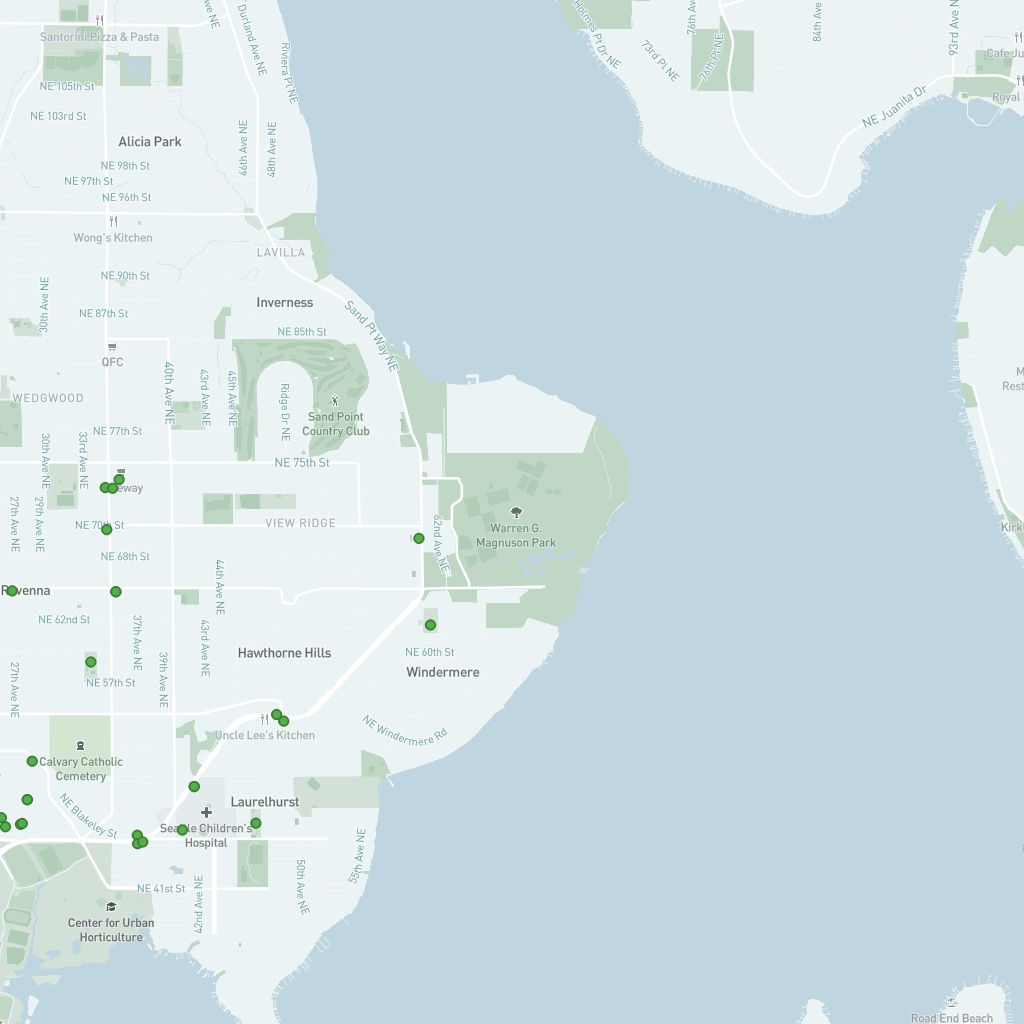 Ave NE
Durland Ave NE
Holmes Pt Dr NE
76th Ave
84th Ave
93rd Ave N
Santorini Pizza & Pasta
Riviera Pl NE
73rd Pl NE
76th Pl NE
Cafe Ju
NE 105th St
Royal
NE Juanita Dr
NE 103rd St
Alicia Park
46th Ave NE
48th Ave NE
NE 98th St
NE 97th St
NE 96th St
Wong's Kitchen
LAVILLA
NE 90th St
30th Ave NE
Inverness
NE 87th St
Sand Pt Way NE
NE 85th St
QFC
40th Ave NE
43rd Ave NE
45th Ave NE
Ridge Dr NE
M
Rest
WEDGWOOD
Sand Point
Country Club
NE 77th St
30th Ave NE
33rd Ave NE
NE 75th St
eway
27th Ave NE
29th Ave NE
NE 70th St
VIEW RIDGE
62nd Ave NE
Warren G.
Magnuson Park
Kirkl
NE 68th St
44th Ave NE
Ravenna
NE 62nd St
37th Ave NE
43rd Ave NE
Hawthorne Hills
NE 60th St
39th Ave NE
27th Ave NE
NE 57th St
Windermere
Uncle Lee's Kitchen
NE Windermere Rd
Calvary Catholic
Cemetery
NE Blakeley St
Laurelhurst
Seattle Children's
Hospital
55th Ave NE
NE 41st St
42nd Ave NE
50th Ave NE
Center for Urban
Horticulture
Road End Beach